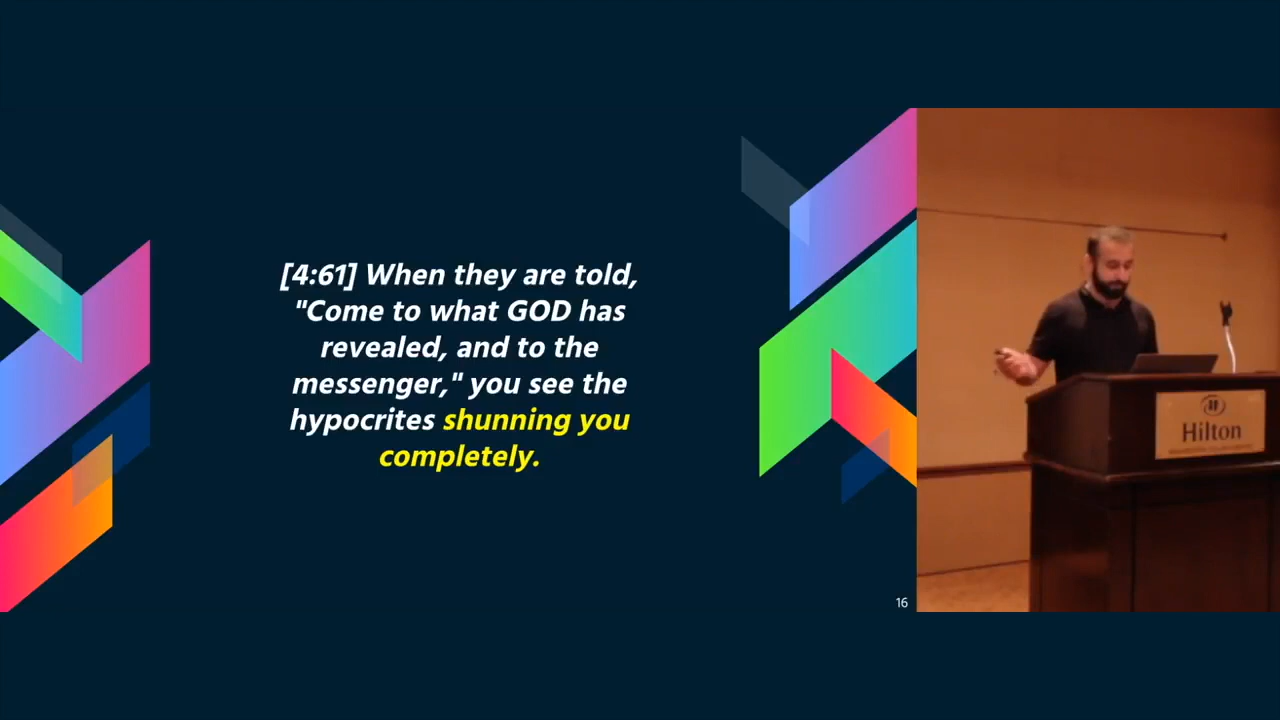 [4:61] When they are told,
"Come to what GOD has
revealed, and to the
messenger," you see the
hypocrites shunning you
completely.
16
Hilton